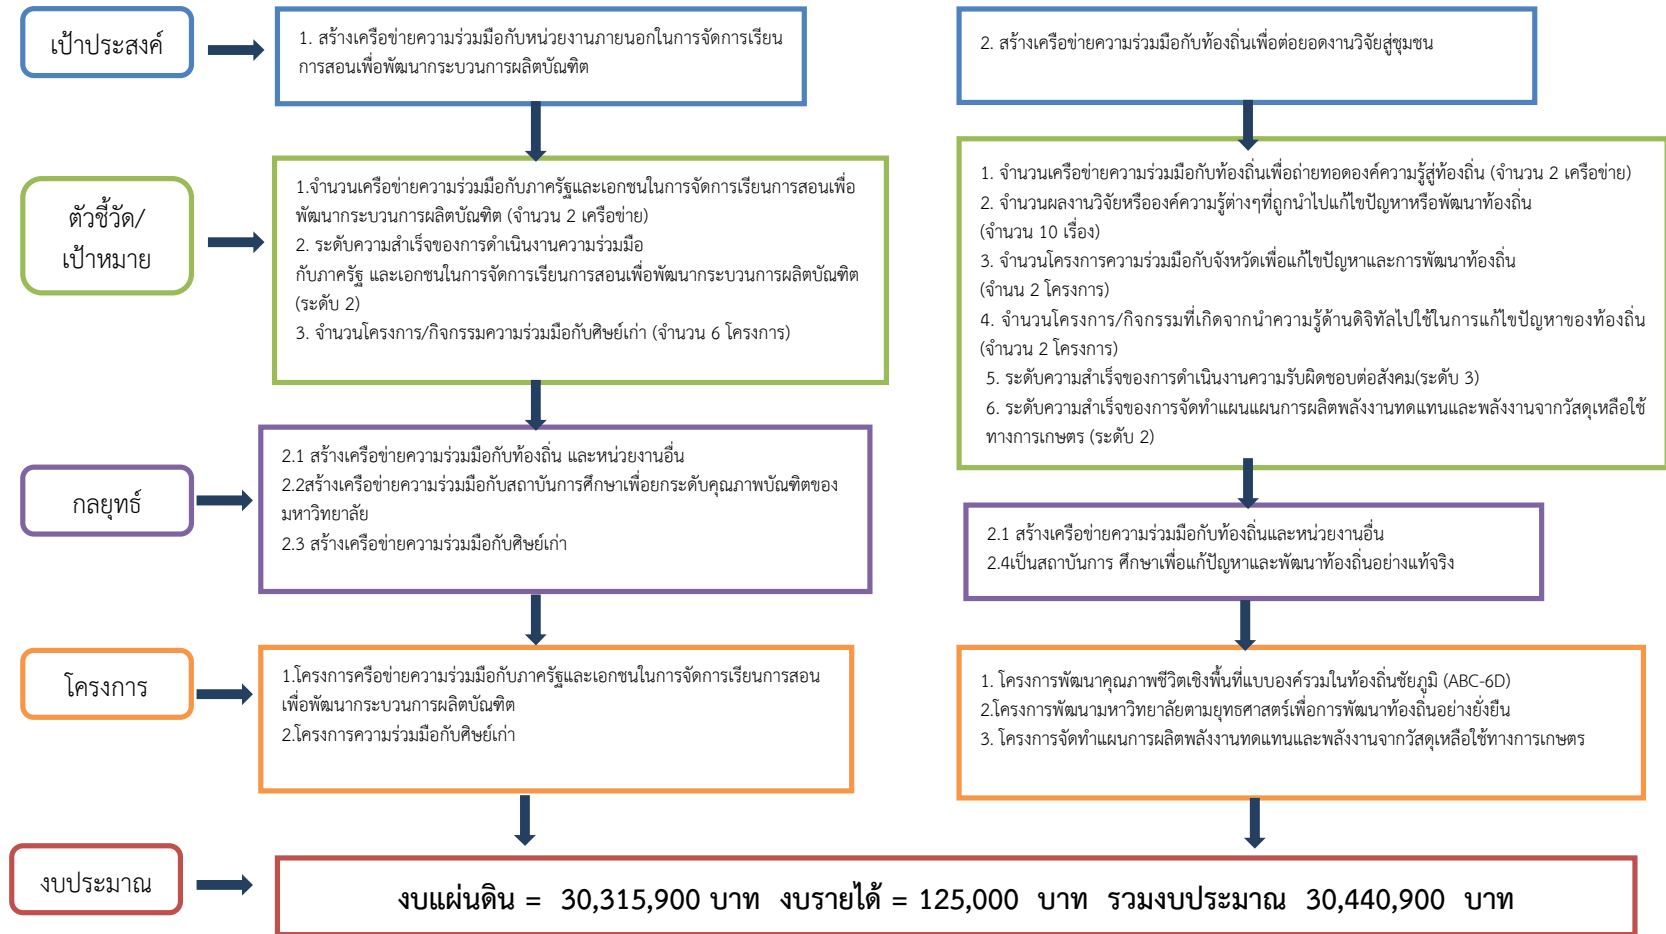 เป้าประสงค์
1. สร้างเครือข่ายความร่วมมือกับหน่วยงานภายนอกในการจัดการเรียน
การสอนเพื่อพัฒนากระบวนการผลิตบัณฑิต
2. สร้างเครือข่ายความร่วมมือกับท้องถิ่นเพื่อต่อยอดงานวิจัยสู่ชุมชน
ตัวชี้วัด/
เป้าหมาย
1.จำนวนเครือข่ายความร่วมมือกับภาครัฐและเอกชนในการจัดการเรียนการสอนเพื่อ
พัฒนากระบวนการผลิตบัณฑิต (จำนวน 2 เครือข่าย)
2. ระดับความสำเร็จของการดำเนินงานความร่วมมือ
กับภาครัฐ และเอกชนในการจัดการเรียนการสอนเพื่อพัฒนากระบวนการผลิตบัณฑิต
(ระดับ 2)
3. จำนวนโครงการ/กิจกรรมความร่วมมือกับศิษย์เก่า (จำนวน 6 โครงการ)
1. จำนวนเครือข่ายความร่วมมือกับท้องถิ่นเพื่อถ่ายทอดองค์ความรู้สู่ท้องถิ่น (จำนวน 2 เครือข่าย)
2. จำนวนผลงานวิจัยหรือองค์ความรู้ต่างๆที่ถูกนำไปแก้ไขปัญหาหรือพัฒนาท้องถิ่น
(จำนวน 10 เรื่อง)
3. จำนวนโครงการความร่วมมือกับจังหวัดเพื่อแก้ไขปัญหาและการพัฒนาท้องถิ่น
(จำนน 2 โครงการ)
4. จำนวนโครงการ/กิจกรรมที่เกิดจากนำความรู้ด้านดิจิทัลไปใช้ในการแก้ไขปัญหาของท้องถิ่น
(จำนวน 2 โครงการ)
5. ระดับความสำเร็จของการดำเนินงานความรับผิดชอบต่อสังคม(ระดับ 3)
6. ระดับความสำเร็จของการจัดทำแผนแผนการผลิตพลังงานทดแทนและพลังงานจากวัสดุเหลือใช้
ทางการเกษตร (ระดับ 2)
กลยุทธ์
2.1 สร้างเครือข่ายความร่วมมือกับท้องถิ่น และหน่วยงานอื่น
2.2สร้างเครือข่ายความร่วมมือกับสถาบันการศึกษาเพื่อยกระดับคุณภาพบัณฑิตของ
มหาวิทยาลัย
2.3 สร้างเครือข่ายความร่วมมือกับศิษย์เก่า
2.1 สร้างเครือข่ายความร่วมมือกับท้องถิ่นและหน่วยงานอื่น
2.4เป็นสถาบันการ ศึกษาเพื่อแก้ปัญหาและพัฒนาท้องถิ่นอย่างแท้จริง
โครงการ
1.โครงการครือข่ายความร่วมมือกับภาครัฐและเอกชนในการจัดการเรียนการสอน
เพื่อพัฒนากระบวนการผลิตบัณฑิต
2.โครงการความร่วมมือกับศิษย์เก่า
1. โครงการพัฒนาคุณภาพชีวิตเชิงพื้นที่แบบองค์รวมในท้องถิ่นชัยภูมิ (ABC-6D)
2.โครงการพัฒนามหาวิทยาลัยตามยุทธศาสตร์เพื่อการพัฒนาท้องถิ่นอย่างยั่งยืน
3. โครงการจัดทำแผนการผลิตพลังงานทดแทนและพลังงานจากวัสดุเหลือใช้ทางการเกษตร
งบประมาณ
งบแผ่นดิน = 30,315,900 บาท งบรายได้ = 125,000 บาท รวมงบประมาณ 30,440,900 บาท